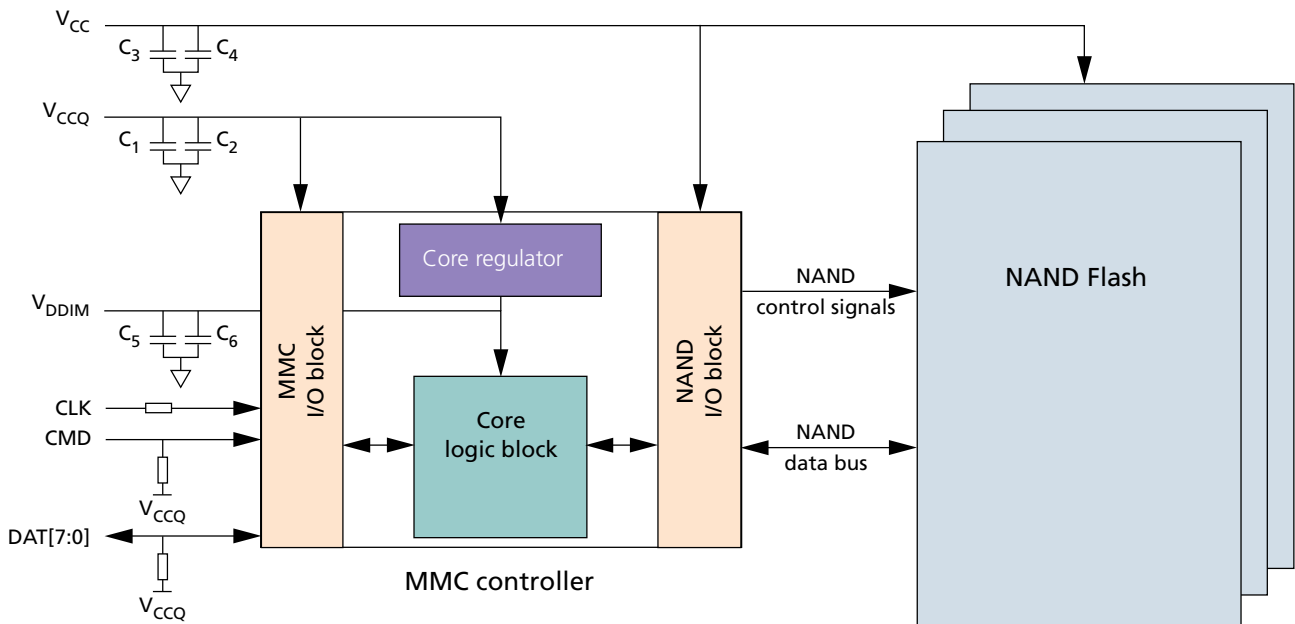 VCC
C3
C4
VCCQ
C1
C2
Core regulator
VDDIM
C5
C6
MMC
I/O block
NAND
I/O block
NAND
control signals
NAND Flash
CLK
CMD
Core
logic block
NAND
data bus
VCCQ
DAT[7:0]
MMC controller
VCCQ